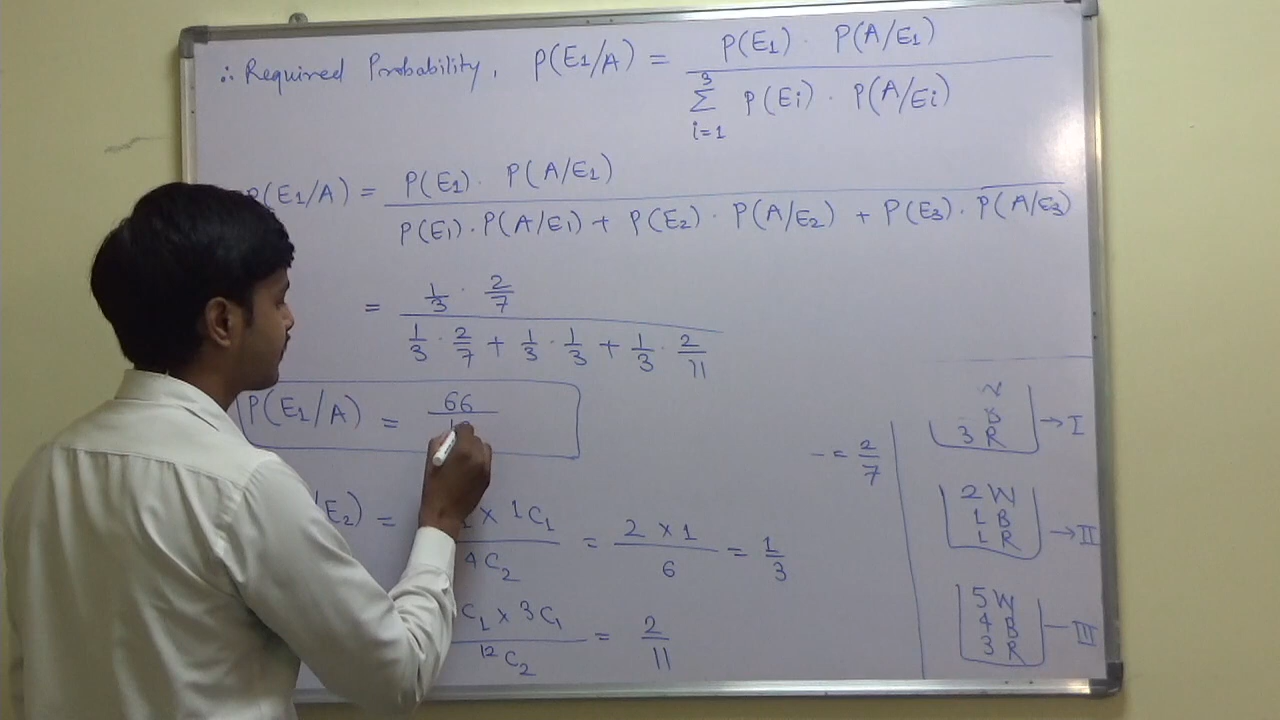 ∴ Required Probability, P(E1/A) = P(E1) · P(A/E1)
3
Σ P(Ei) · P(A/Ei)
i=1
P(E1/A) = P(E1) · P(A/E1)
P(E1) · P(A/E1) + P(E2) · P(A/E2) + P(E3) · P(A/E3)
= 1/3 · 2/7
1/3 · 2/7 + 1/3 · 1/3 + 1/3 · 2/11
P(E1/A) = 66
3 R → I
- = 2/7
E2) = 1 × 1C1 / 4C2 = 2 × 1 / 6 = 1/3
2 W
1 B
1 R → II
C1 × 3C1 / 12C2 = 2/11
5 W
4 B
3 R
III